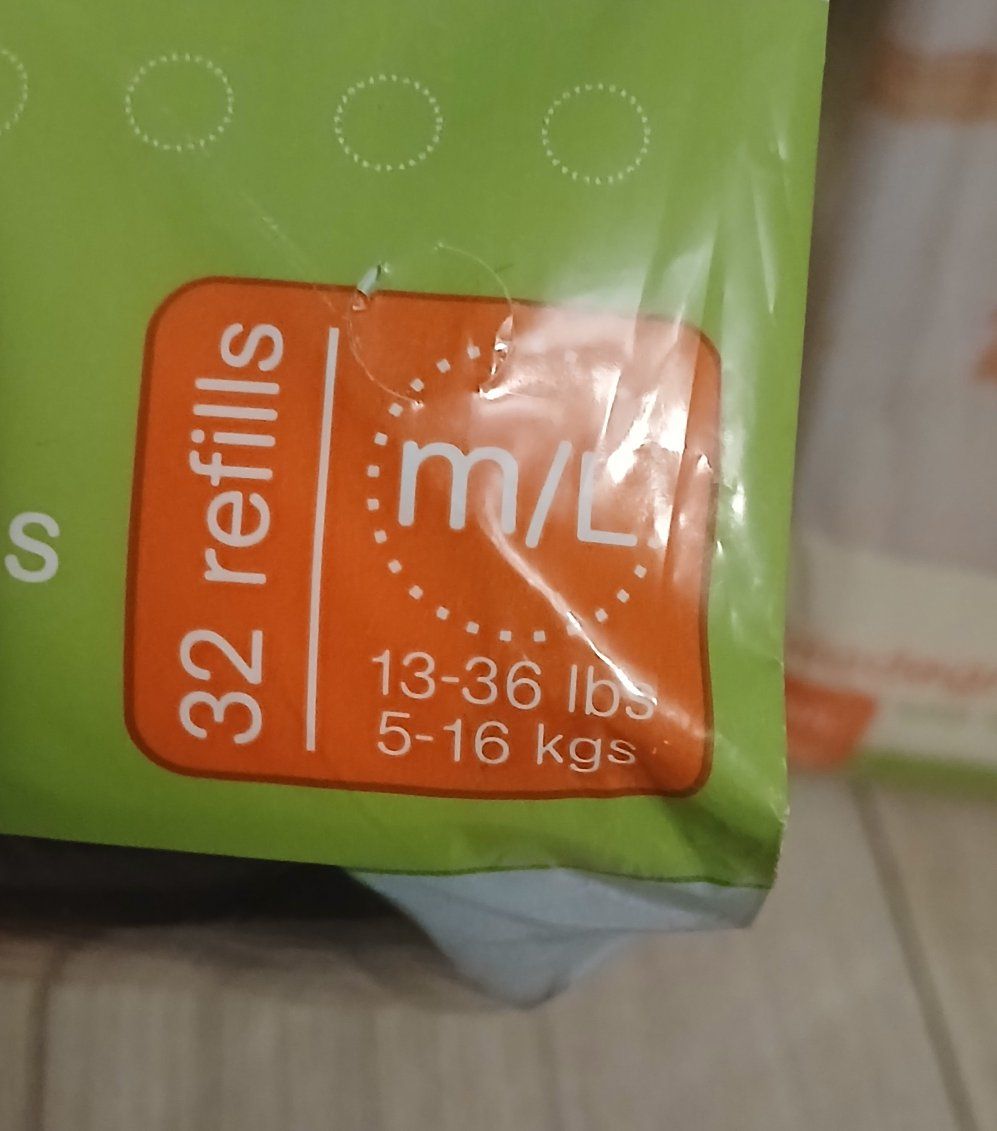 s
32 refills
m/L
13-36 lbs
5-16 kgs